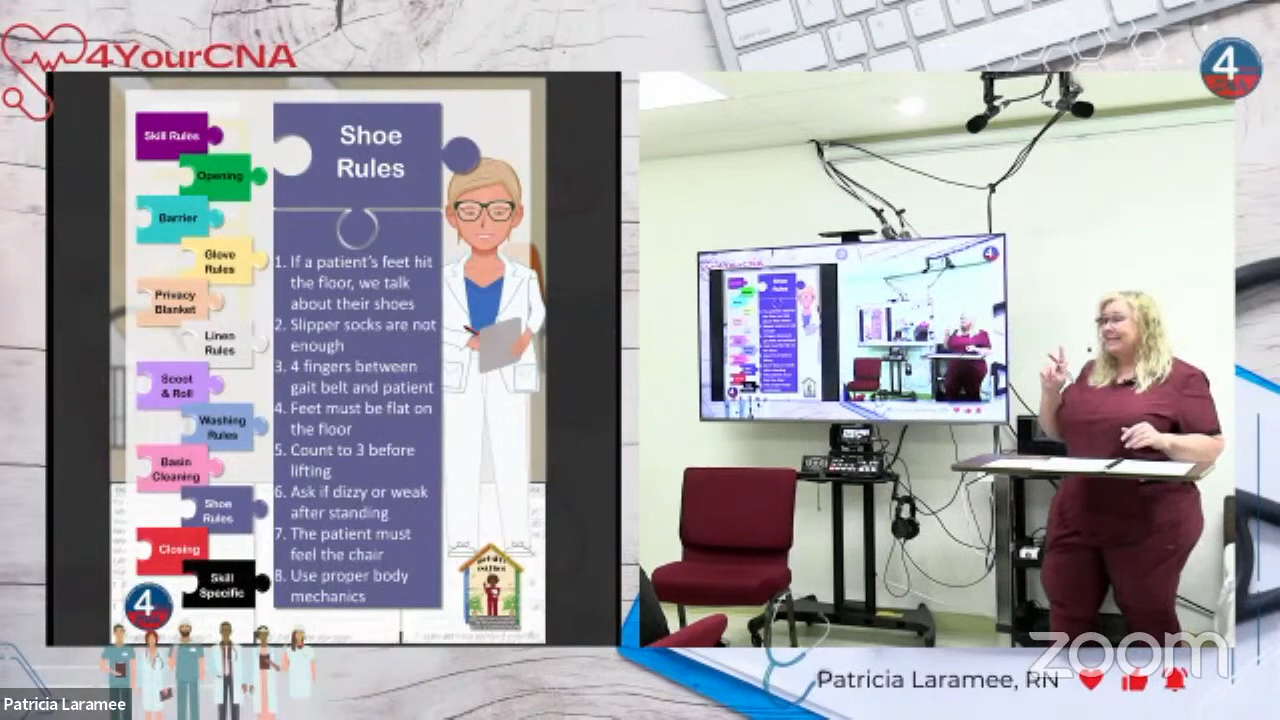 4YourCNA
4
Skill Rules
Opening
Barrier
Glove
Rules
Privacy
Blanket
Linen
Rules
Scoot
& Roll
Washing
Rules
Basin
Cleaning
Shoe
Rules
Closing
Skill
Specific
4
Shoe
Rules
1. If a patient's feet hit
the floor, we talk
about their shoes
2. Slipper socks are not
enough
3. 4 fingers between
gait belt and patient
4. Feet must be flat on
the floor
5. Count to 3 before
lifting
6. Ask if dizzy or weak
after standing
7. The patient must
feel the chair
8. Use proper body
mechanics
Shoe
Rules
zoom
Patricia Laramee, RN
Patricia Laramee